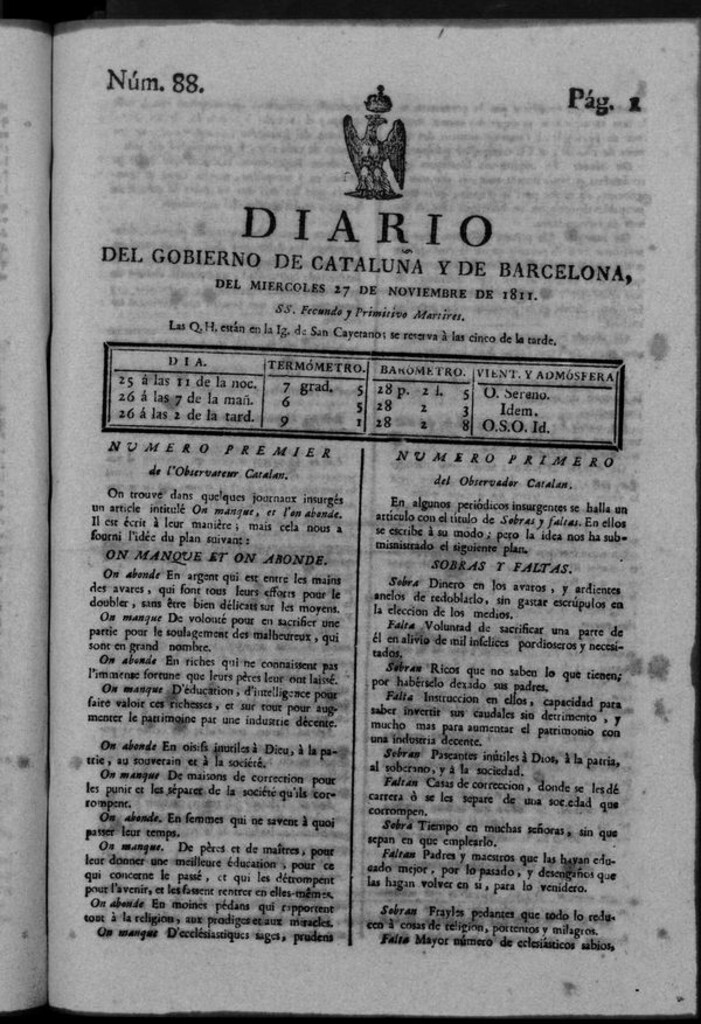 Núm. 88.
Pág. 1
DIARIO
DEL GOBIERNO DE CATALUÑA Y DE BARCELONA,
DEL MIERCOLES 27 DE NOVIEMBRE DE 1811.
SS. Fecundo y Primitivo Martires.
Las Q. H. están en la Ig. de San Cayetano: se reserva à las cinco de la tarde.
DIA. TERMÓMETRO. BARÓMETRO. VIENT. Y ADMÓSFERA
25 á las 11 de la noc. 7 grad. 5 28 p. 2 l. 5 O. Sereno.
26 á las 7 de la mañ. 6 5 28 2 3 Idem.
26 á las 2 de la tard. 9 1 28 2 8 O.S.O. Id.
NUMERO PREMIER
de l'Observateur Catalan.
On trouve dans quelques journaux insurgés
un article intitulé On manque, et l'on abonde.
Il est écrit à leur manière; mais cela nous a
fourni l'idée du plan suivant:
ON MANQUE ET ON ABONDE.
On abonde En argent qui est entre les mains
des avares, qui font tous leurs efforts pour le
doubler, sans être bien délicats sur les moyens.
On manque De volouté pour en sacrifier une
partie pour le soulagement des malheureux, qui
sont en grand nombre.
On abonde En riches qui ne connaissent pas
l'immense fortune que leurs pères leur ont laissé.
On manque D'éducation, d'intelligence pour
faire valoir ces richesses, et sur tout pour aug-
menter le patrimoine par une industrie décente.
On abonde En oisifs inutiles à Dieu, à la pa-
trie, au souverain et à la société.
On manque De maisons de correction pour
les punir et les séparer de la société qu'ils cor-
rompent.
On abonde. En femmes qui ne savent à quoi
passer leur temps.
On manque. De pères et de maîtres, pour
leur donner une meilleure éducation, pour ce
qui concerne le passé, et qui les détrompent
pour l'avenir, et les fassent rentrer en elles-mêmes.
On abonde En moines pédans qui rapportent
tout à la religion, aux prodiges et aux miracles.
On manque D'ecclésiastiques sages, prudens
NUMERO PRIMERO
del Observador Catalan.
En algunos periódicos insurgentes se halla un
artículo con el título de Sobras y faltas. En ellos
se escribe à su modo; pero la idea nos ha sub-
ministrado el siguiente plan.
SOBRAS Y FALTAS.
Sobra Dinero en los avaros, y ardientes
anelos de redoblarlo, sin gastar escrúpulos en
la eleccion de los medios.
Falta Voluntad de sacrificar una parte de
él en alivio de mil infelices pordioseros y necesi-
tados.
Sobran Ricos que no saben lo que tienen;
por habérselo dexado sus padres.
Falta Instruccion en ellos, capacidad para
saber invertir sus caudales sin detrimento, y
mucho mas para aumentar el patrimonio con
una industria decente.
Sobran Paseantes inútiles à Dios, à la patria,
al soberano, y á la sociedad.
Faltan Casas de correccion, donde se les dé
carrera ó se les separe de una sociedad que
corrompen.
Sobra Tiempo en muchas señoras, sin que
sepan en que emplearlo.
Faltan Padres y maestros que las hayan edu-
cado mejor, por lo pasado, y desengaños que
las hagan volver en si, para lo venidero.
Sobran Frayles pedantes que todo lo redu-
cen à cosas de religion, portentos y milagros.
Falta Mayor número de eclesiásticos sabios,